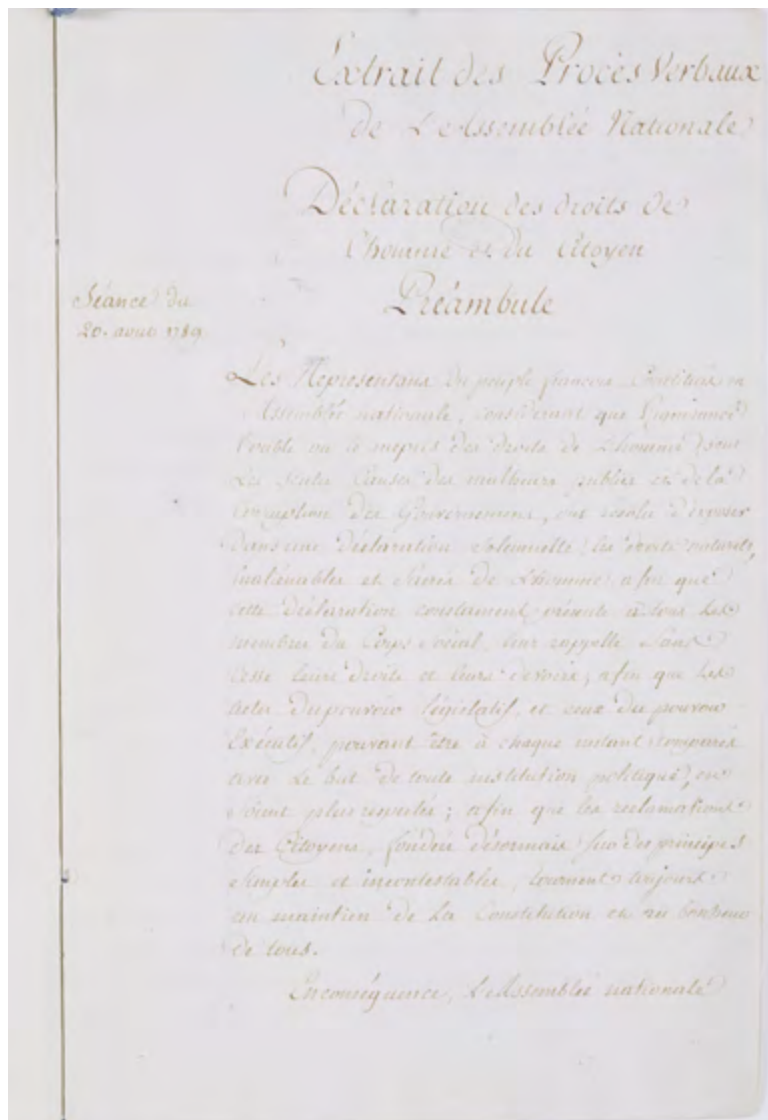 Extrait des Procès Verbaux
de L'Assemblée Nationale
Déclaration des droits de
l'homme et du Citoyen
Préambule
Séance du
20. aoust 1789
Les Representans du peuple françois constitués en
Assemblée nationale, considerant que l'ignorance
l'oubli ou le mepris des droits de L'homme sont
Les seules causes des malheurs publics et de la
corruption des Gouvernemens, ont résolu d'exposer
dans une déclaration solemnelle les droits naturels,
inaliénables et sacrés de L'homme afin que
cette déclaration constamment présente à tous Les
membres du Corps social, leur rappelle sans
cesse leurs droits et leurs devoirs; afin que Les
actes du pouvoir législatif, et ceux du pouvoir
Exécutif, pouvant être à chaque instant comparés
avec Le but de toute institution politique, en
soient plus respectés; afin que les reclamations
des Citoyens, fondées désormais sur des principes
simples et incontestables, tournent toujours
au maintien de La Constitution et au bonheur
de tous.
En conséquence, L'Assemblée nationale